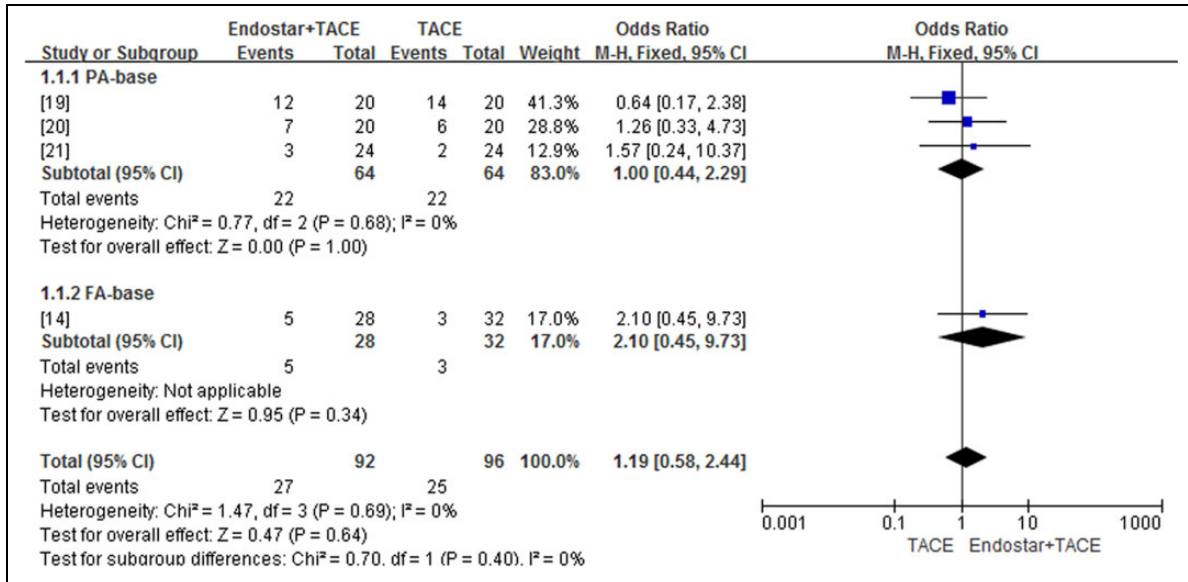 Endostar+TACE TACE Odds Ratio Odds Ratio
Study or Subgroup Events Total Events Total Weight M-H, Fixed, 95% CI M-H, Fixed, 95% CI
1.1.1 PA-base
[19] 12 20 14 20 41.3% 0.64 [0.17, 2.38]
[20] 7 20 6 20 28.8% 1.26 [0.33, 4.73]
[21] 3 24 2 24 12.9% 1.57 [0.24, 10.37]
Subtotal (95% CI) 64 64 83.0% 1.00 [0.44, 2.29]
Total events 22 22
Heterogeneity: Chi² = 0.77, df = 2 (P = 0.68); I² = 0%
Test for overall effect: Z = 0.00 (P = 1.00)
1.1.2 FA-base
[14] 5 28 3 32 17.0% 2.10 [0.45, 9.73]
Subtotal (95% CI) 28 32 17.0% 2.10 [0.45, 9.73]
Total events 5 3
Heterogeneity: Not applicable
Test for overall effect: Z = 0.95 (P = 0.34)
Total (95% CI) 92 96 100.0% 1.19 [0.58, 2.44]
Total events 27 25
Heterogeneity: Chi² = 1.47, df = 3 (P = 0.69); I² = 0%
Test for overall effect: Z = 0.47 (P = 0.64)
Test for subgroup differences: Chi² = 0.70. df = 1 (P = 0.40). I² = 0%
0.001 0.1 1 10 1000
TACE Endostar+TACE